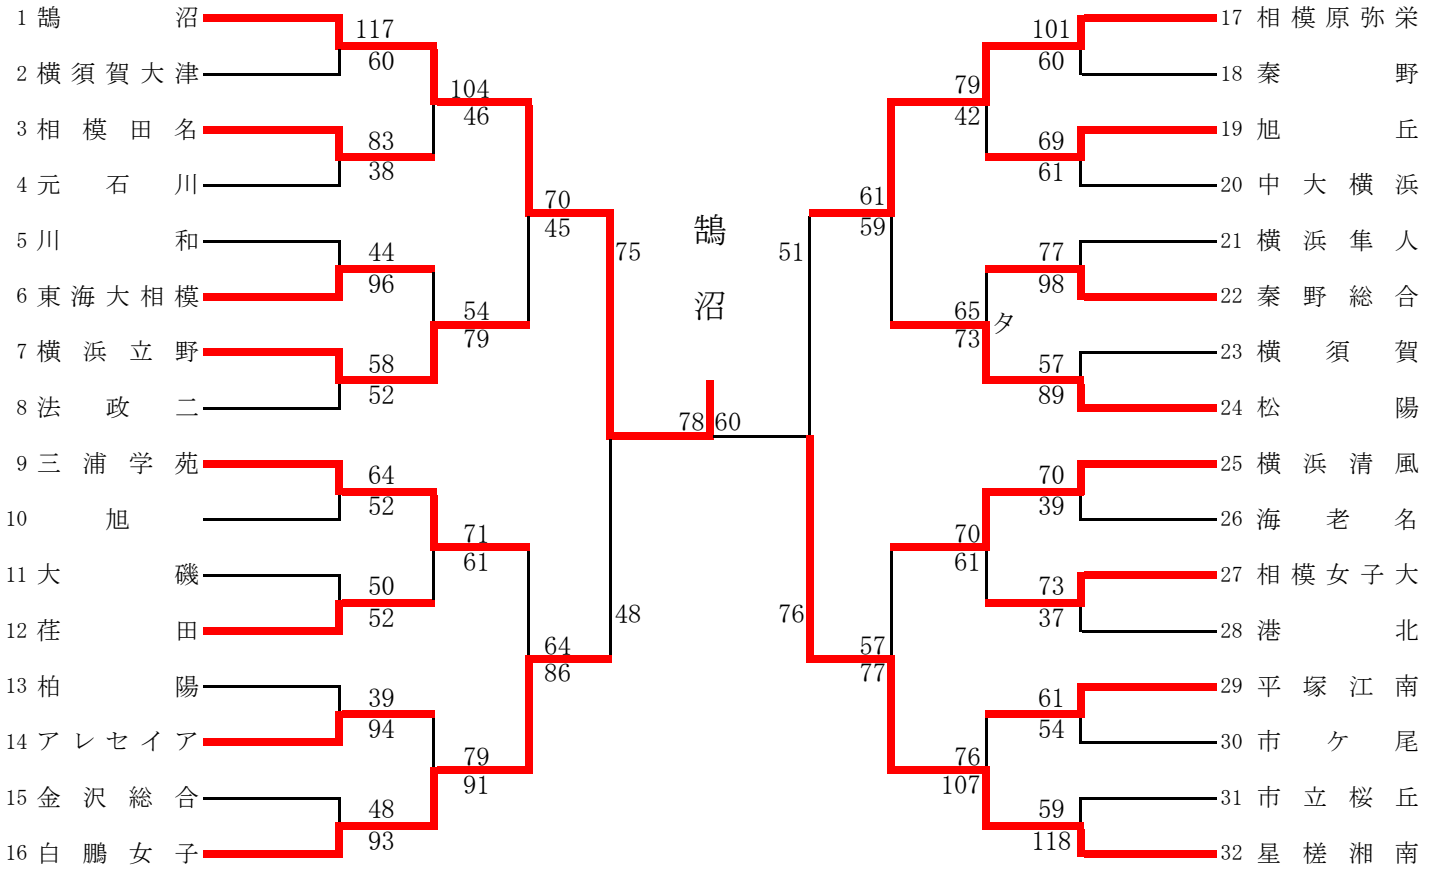 1 鵠沼
117
60
2 横須賀大津
104
46
3 相模田名
83
38
4 元石川
70
45
5 川和
44
96
6 東海大相模
54
79
7 横浜立野
58
52
8 法政二
75
9 三浦学苑
64
52
10 旭
71
61
11 大磯
50
52
12 荏田
48
64
86
13 柏陽
39
94
14 アレセイア
79
91
15 金沢総合
48
93
16 白鵬女子
鵠沼
78 60
17 相模原弥栄
101
60
18 秦野
79
42
19 旭丘
69
61
20 中大横浜
61
59
21 横浜隼人
77
98
22 秦野総合
65
73
タ
23 横須賀
57
89
24 松陽
51
25 横浜清風
70
39
26 海老名
70
61
27 相模女子大
73
37
28 港北
76
57
77
29 平塚江南
61
54
30 市ケ尾
76
107
31 市立桜丘
59
118
32 星槎湘南